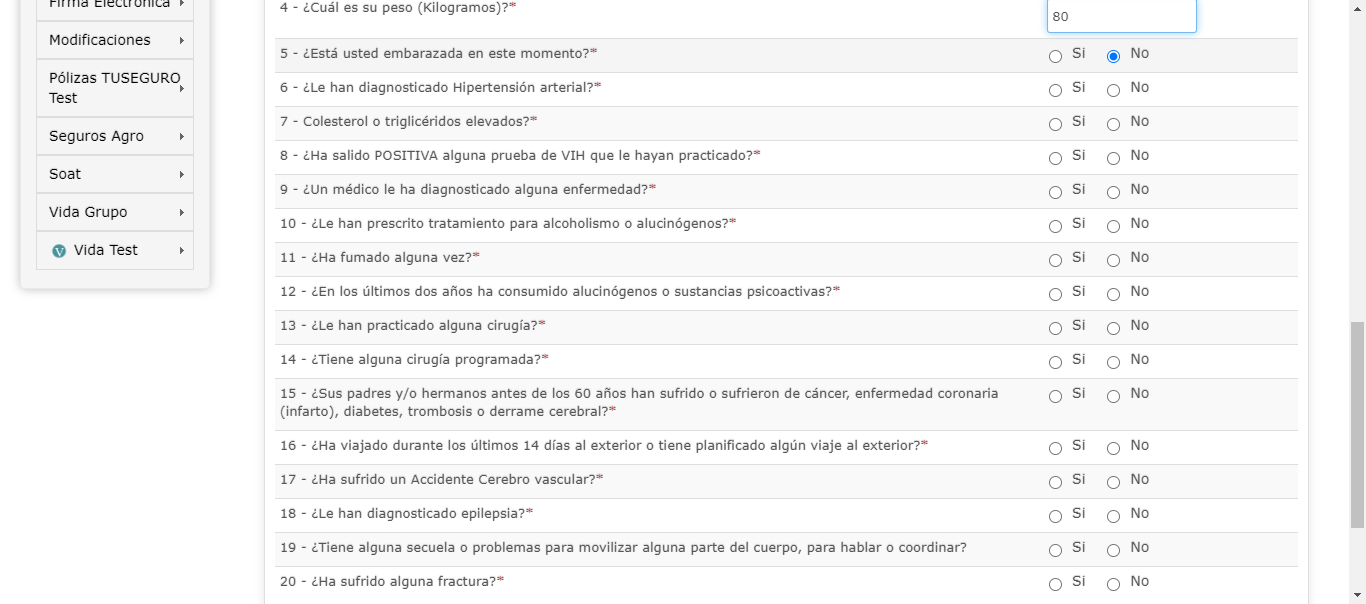 Firma Electrónica
Modificaciones
Pólizas TUSEGURO
Test
Seguros Agro
Soat
Vida Grupo
V Vida Test
4 - ¿Cuál es su peso (Kilogramos)?* 80
5 - ¿Está usted embarazada en este momento?* Si No
6 - ¿Le han diagnosticado Hipertensión arterial?* Si No
7 - Colesterol o triglicéridos elevados?* Si No
8 - ¿Ha salido POSITIVA alguna prueba de VIH que le hayan practicado?* Si No
9 - ¿Un médico le ha diagnosticado alguna enfermedad?* Si No
10 - ¿Le han prescrito tratamiento para alcoholismo o alucinógenos?* Si No
11 - ¿Ha fumado alguna vez?* Si No
12 - ¿En los últimos dos años ha consumido alucinógenos o sustancias psicoactivas?* Si No
13 - ¿Le han practicado alguna cirugía?* Si No
14 - ¿Tiene alguna cirugía programada?* Si No
15 - ¿Sus padres y/o hermanos antes de los 60 años han sufrido o sufrieron de cáncer, enfermedad coronaria Si No
(infarto), diabetes, trombosis o derrame cerebral?*
16 - ¿Ha viajado durante los últimos 14 días al exterior o tiene planificado algún viaje al exterior?* Si No
17 - ¿Ha sufrido un Accidente Cerebro vascular?* Si No
18 - ¿Le han diagnosticado epilepsia?* Si No
19 - ¿Tiene alguna secuela o problemas para movilizar alguna parte del cuerpo, para hablar o coordinar? Si No
20 - ¿Ha sufrido alguna fractura?* Si No